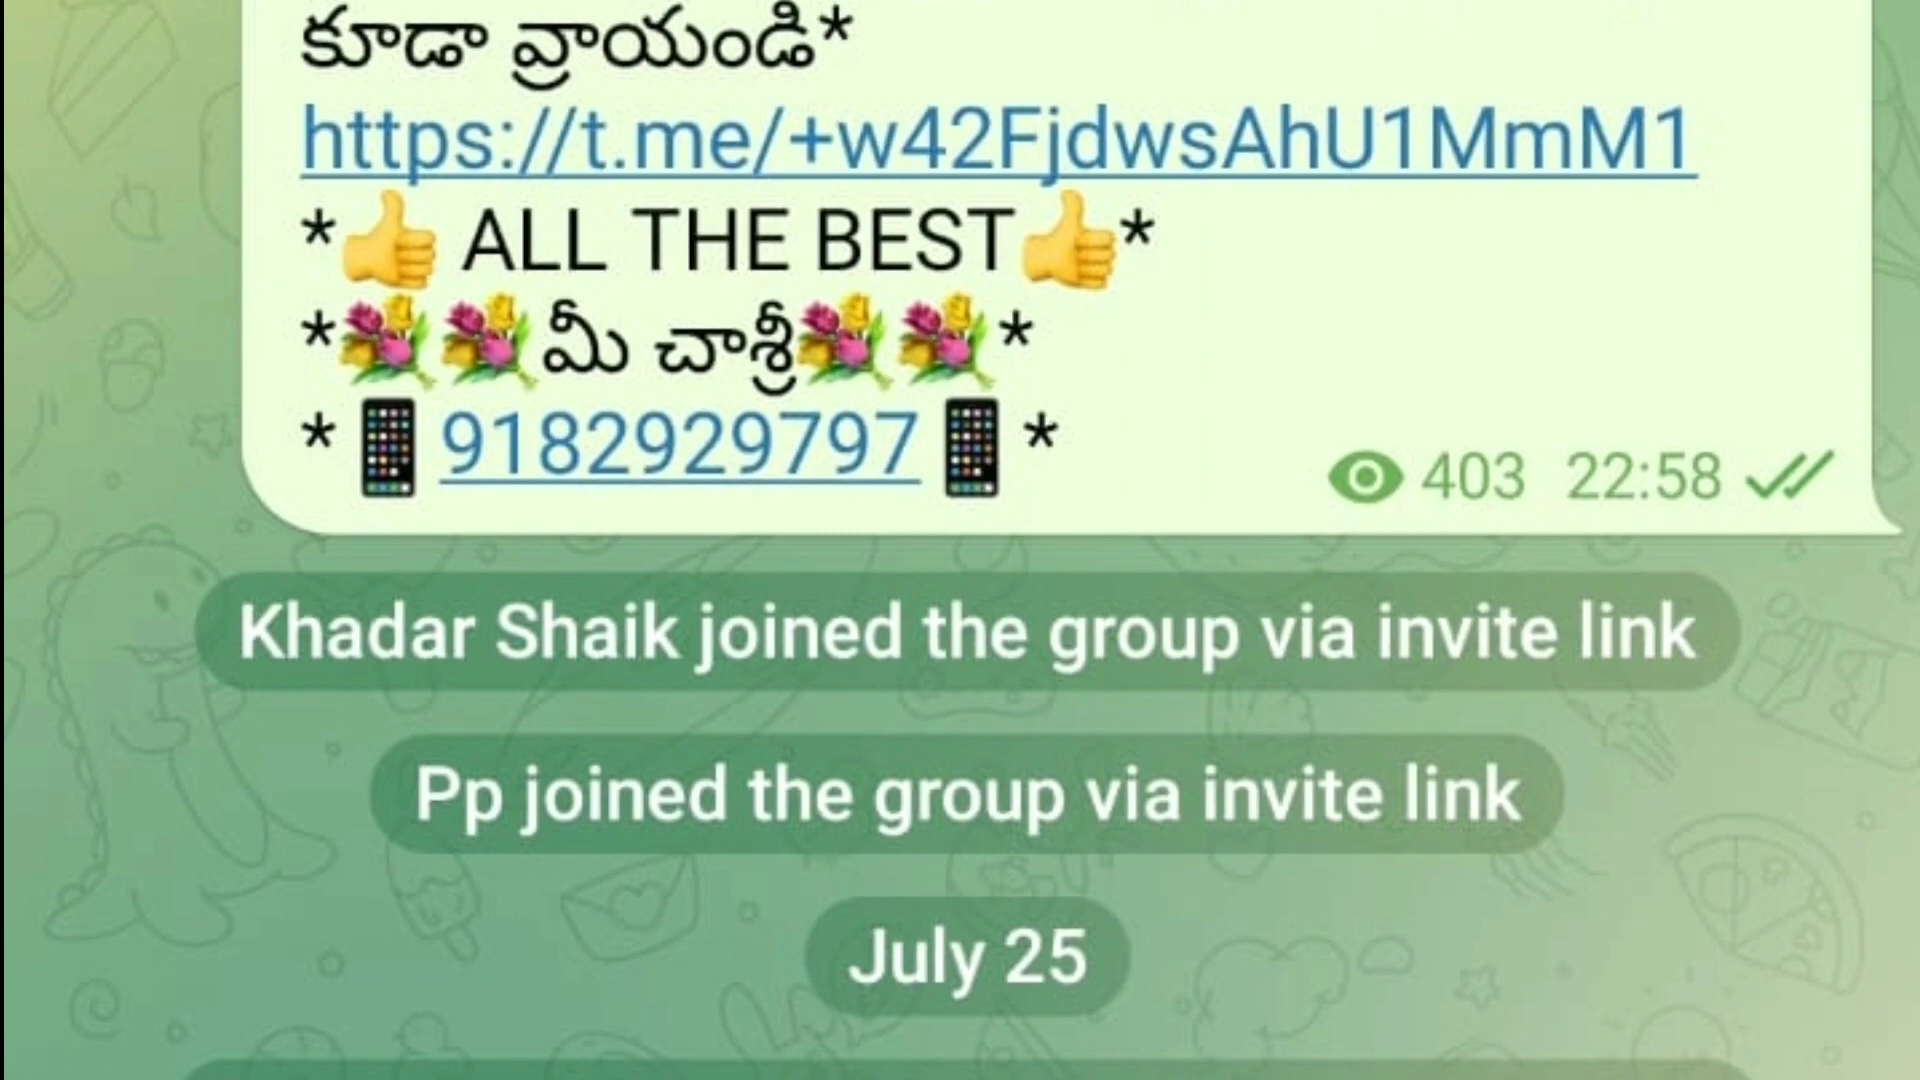 కూడా వ్రాయండి*
https://t.me/+w42FjdwsAhU1MmM1
*👍 ALL THE BEST👍*
*💐💐మీ చాశ్రీ💐💐*
*📱9182929797📱*
403 22:58
Khadar Shaik joined the group via invite link
Pp joined the group via invite link
July 25